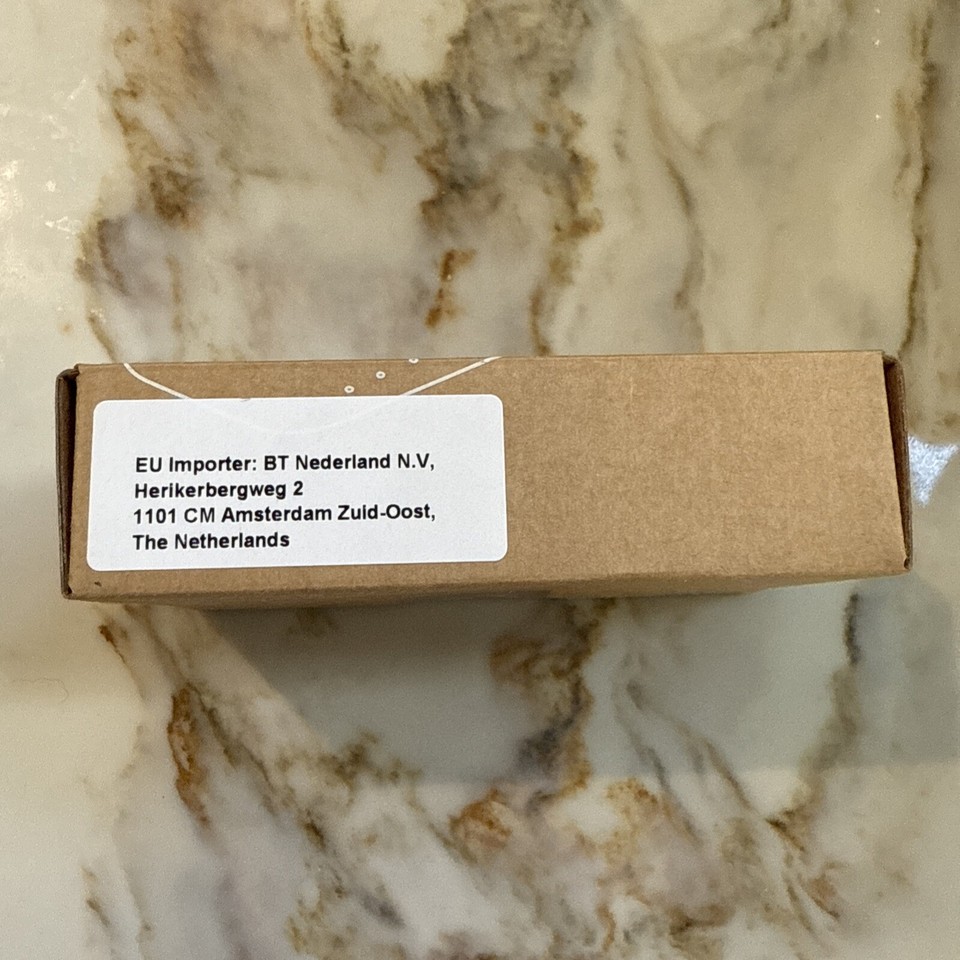 EU Importer: BT Nederland N.V,
Herikerbergweg 2
1101 CM Amsterdam Zuid-Oost,
The Netherlands